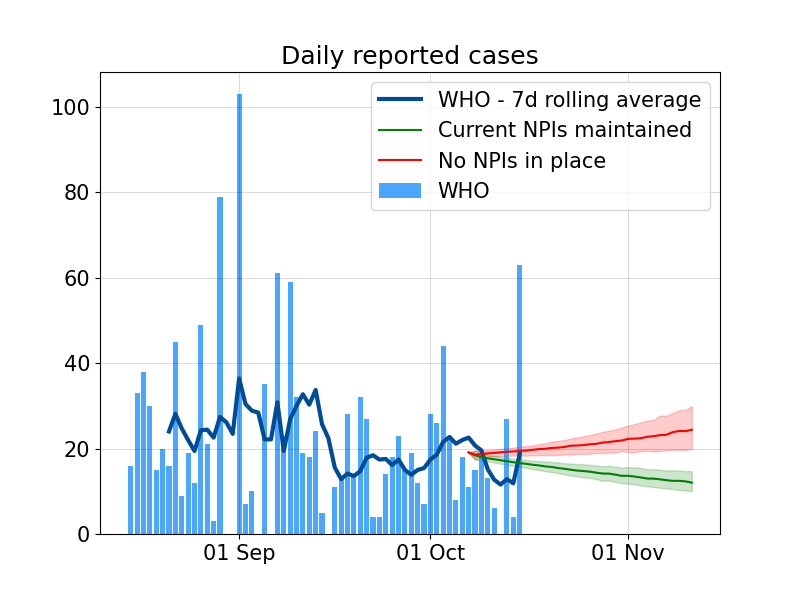 Daily reported cases
WHO - 7d rolling average
Current NPIs maintained
No NPIs in place
WHO
100
80
60
40
20
0
01 Sep
01 Oct
01 Nov